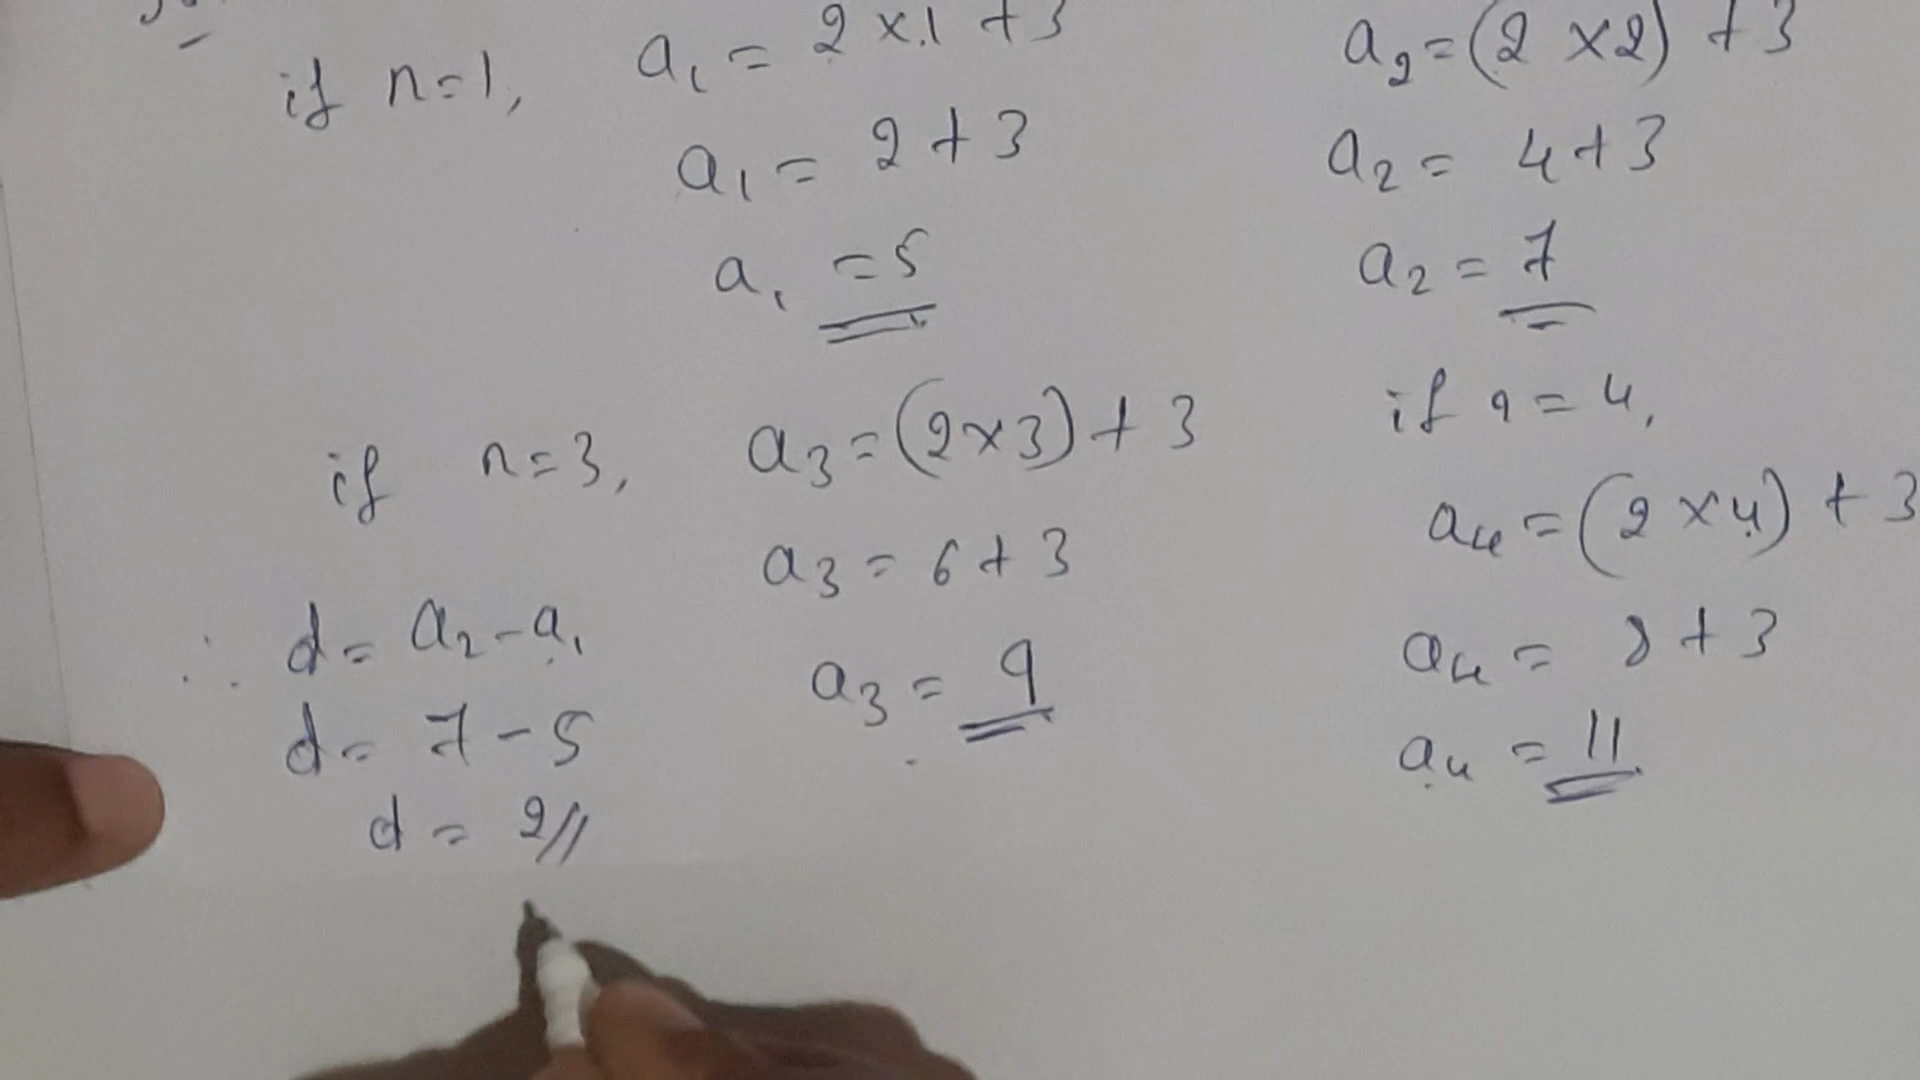 if n=1, a₁ = 2 × 1 + 3
a₁ = 2 + 3
a₁ = 5
a₂ = (2 × 2) + 3
a₂ = 4 + 3
a₂ = 7
if n=3, a₃ = (2×3) + 3
a₃ = 6 + 3
a₃ = 9
if n = 4,
a₄ = (2 × 4) + 3
a₄ = 8 + 3
a₄ = 11
∴ d = a₂ - a₁
d = 7 - 5
d = 2//